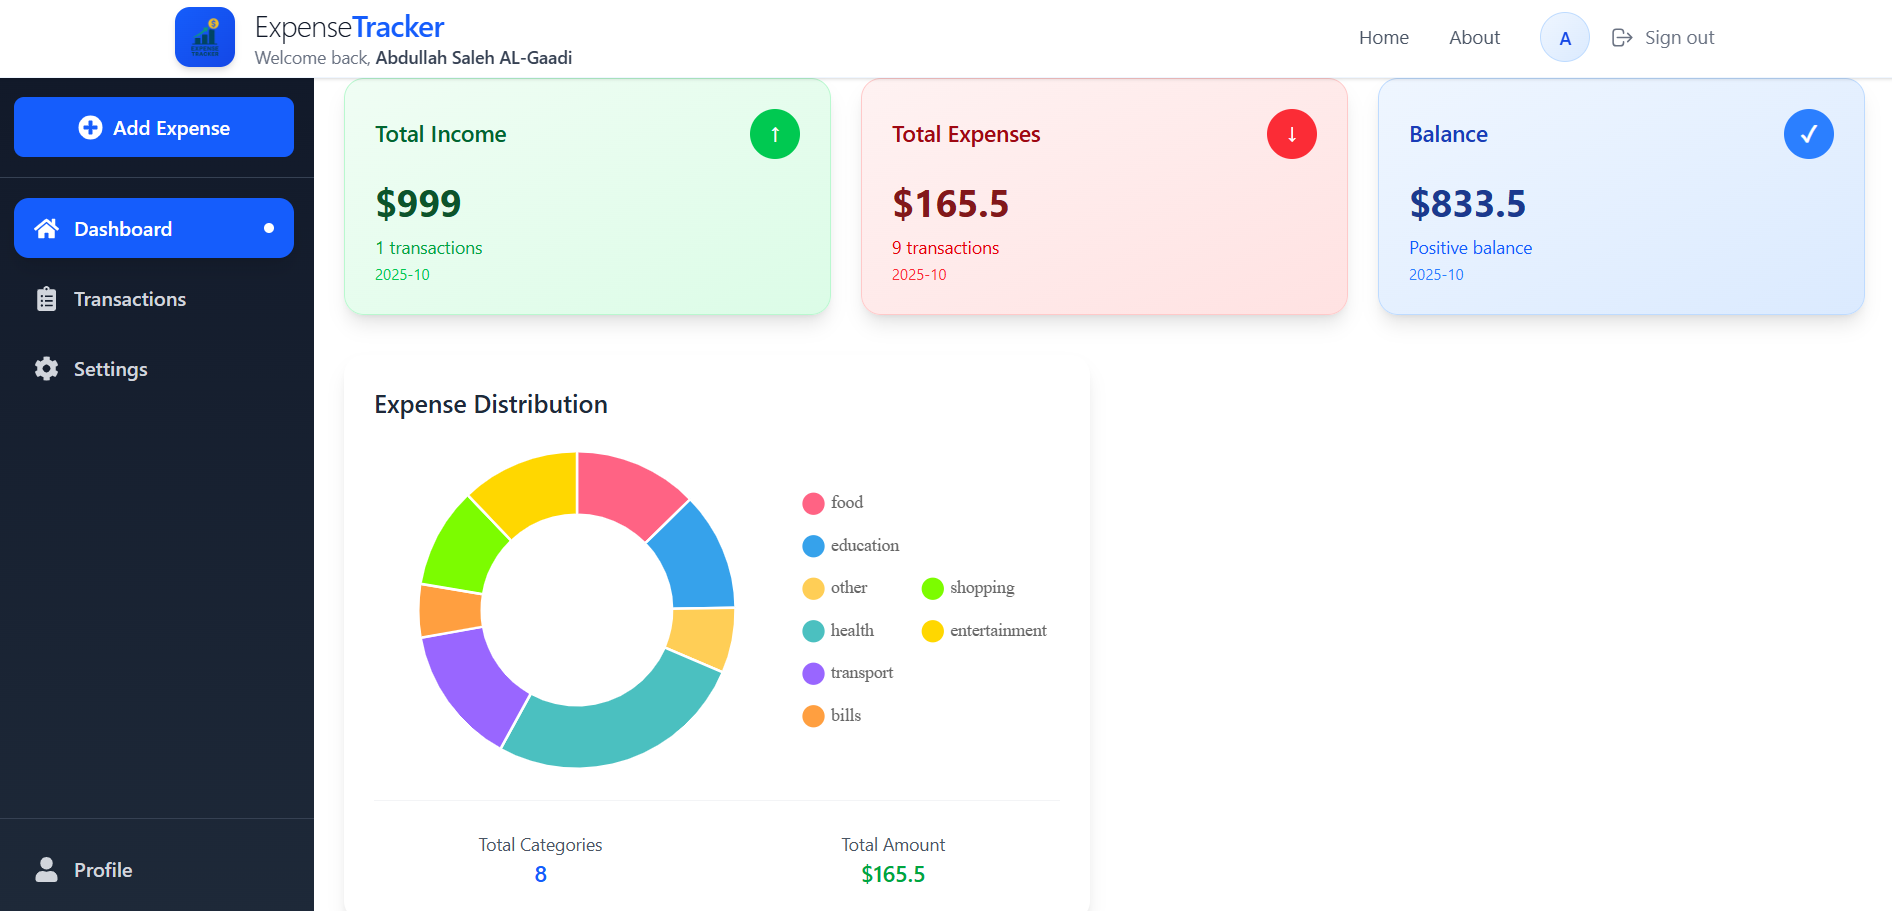 ExpenseTracker
Welcome back, Abdullah Saleh AL-Gaadi
Home
About
A
Sign out
Add Expense
Dashboard
Transactions
Settings
Profile
Total Income
↑
$999
1 transactions
2025-10
Total Expenses
↓
$165.5
9 transactions
2025-10
Balance
✓
$833.5
Positive balance
2025-10
Expense Distribution
food
education
other
health
transport
bills
shopping
entertainment
Total Categories
8
Total Amount
$165.5